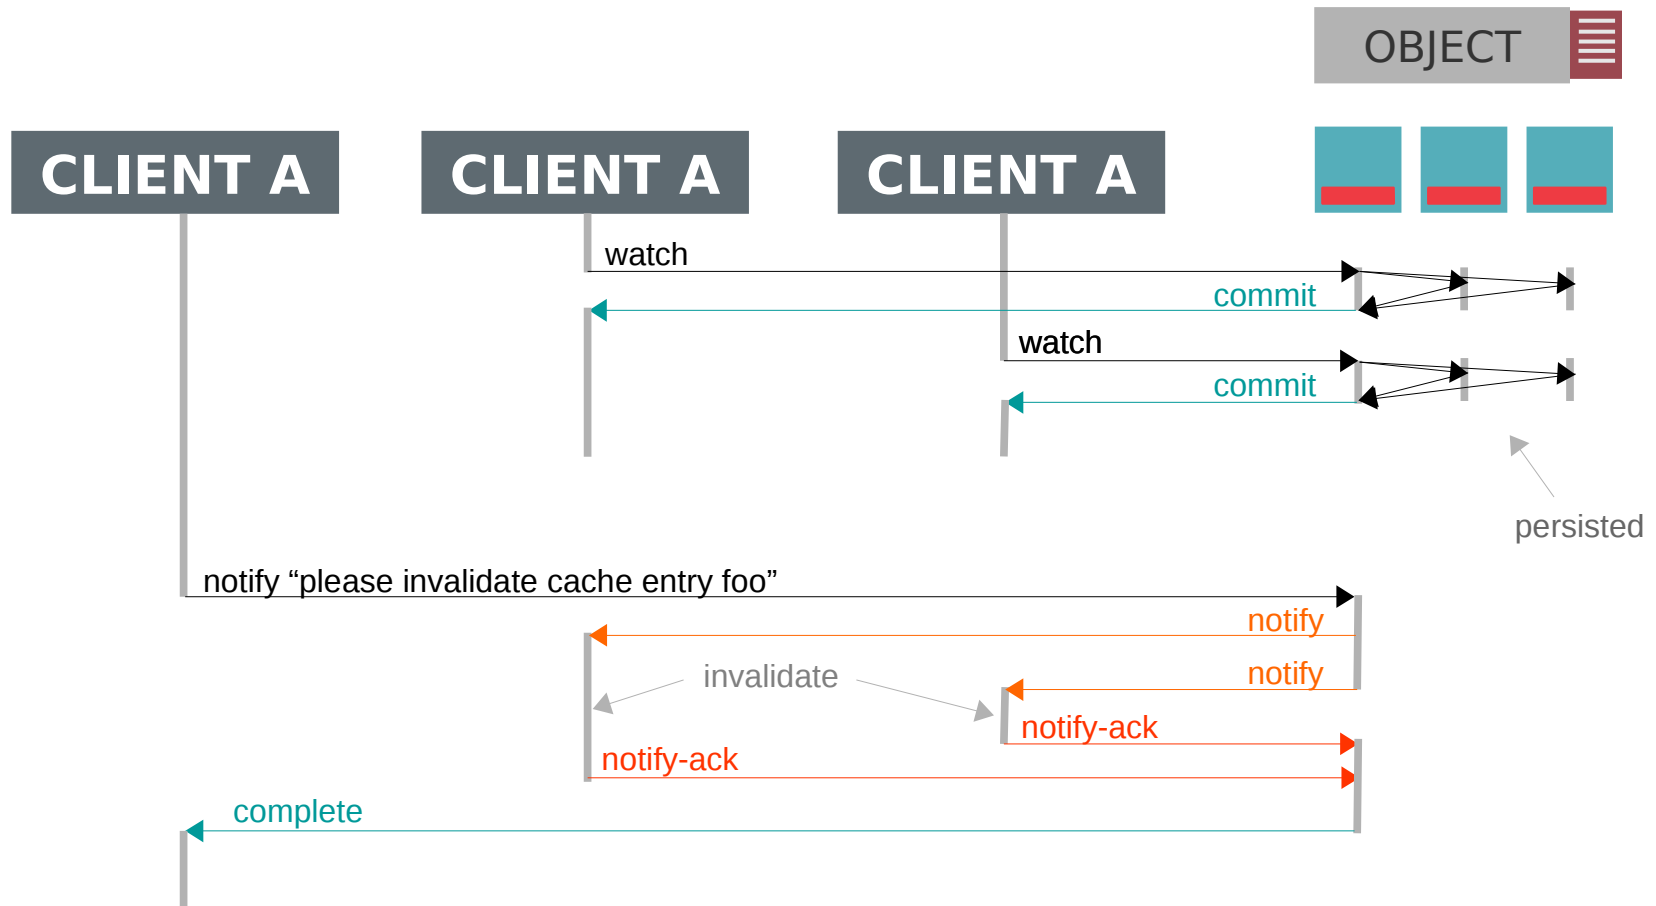 OBJECT
CLIENT A
CLIENT A
CLIENT A
watch
commit
watch
commit
persisted
notify “please invalidate cache entry foo”
notify
notify
invalidate
notify-ack
notify-ack
complete